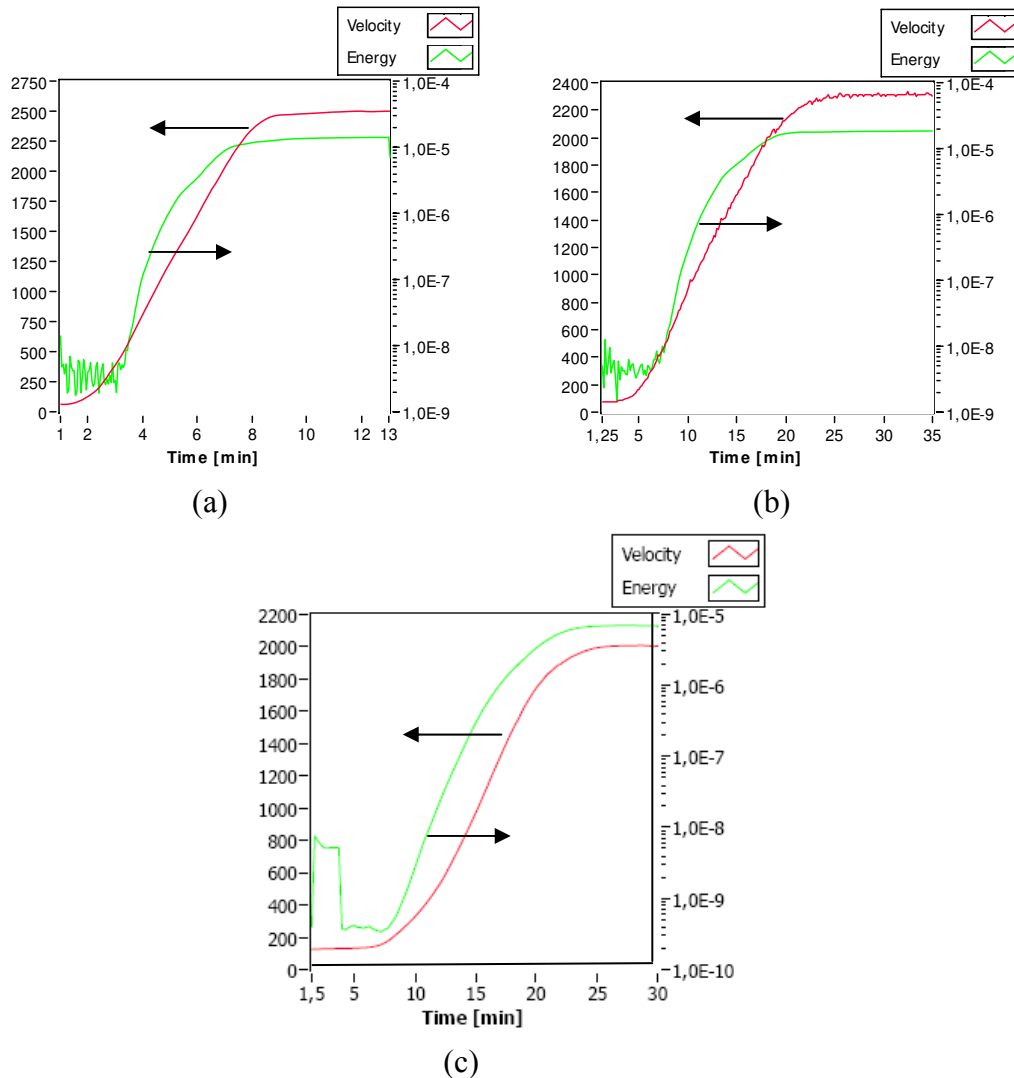 Velocity
Energy
2750
2500
2250
2000
1750
1500
1250
1000
750
500
250
0
1,0E-4
1,0E-5
1,0E-6
1,0E-7
1,0E-8
1,0E-9
1 2 4 6 8 10 12 13
Time [min]
(a)
Velocity
Energy
2400
2200
2000
1800
1600
1400
1200
1000
800
600
400
200
0
1,0E-4
1,0E-5
1,0E-6
1,0E-7
1,0E-8
1,0E-9
1,25 5 10 15 20 25 30 35
Time [min]
(b)
Velocity
Energy
2200
2000
1800
1600
1400
1200
1000
800
600
400
200
0
1,0E-5
1,0E-6
1,0E-7
1,0E-8
1,0E-9
1,0E-10
1,5 5 10 15 20 25 30
Time [min]
(c)